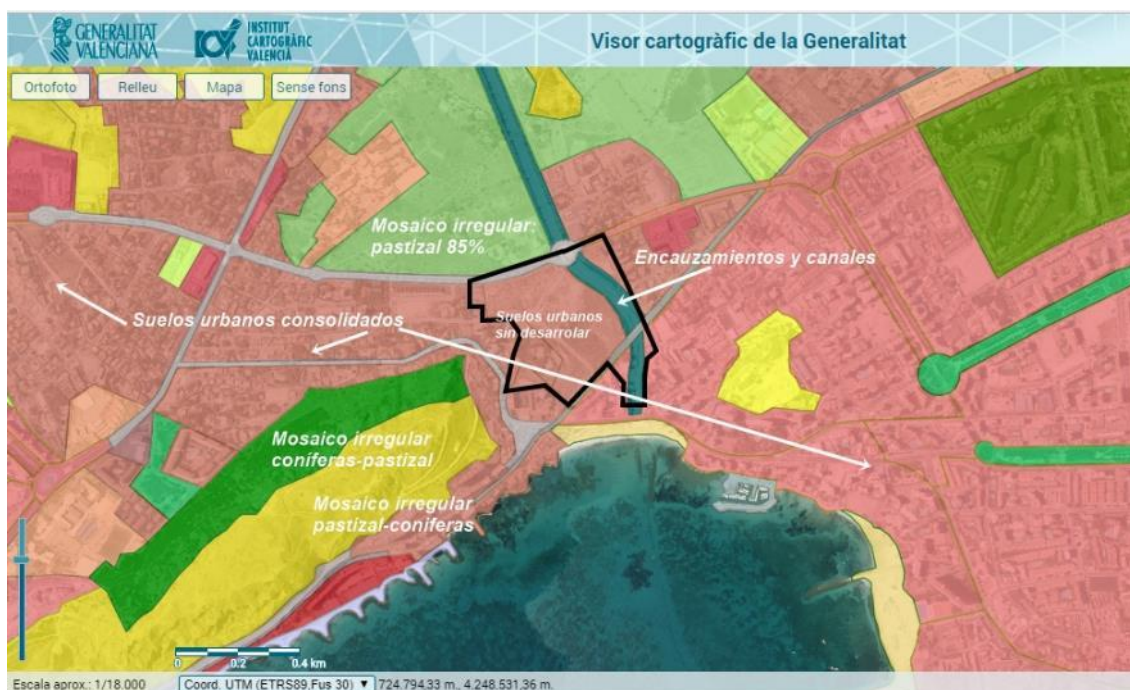 GENERALITAT
VALENCIANA
INSTITUT
CARTOGRÀFIC
VALENCIÀ
Visor cartogràfic de la Generalitat
Ortofoto
Relleu
Mapa
Sense fons
Mosaico irregular:
pastizal 85%
Encauzamientos y canales
Suelos urbanos consolidados
Suelos urbanos
sin desarrolar
Mosaico irregular
coníferas-pastizal
Mosaico irregular
pastizal-coníferas
0 0.2 0.4 km
Escala aprox.: 1/18.000 Coord. UTM (ETRS89,Fus 30) ▼ 724.794,33 m., 4.248.531,36 m.